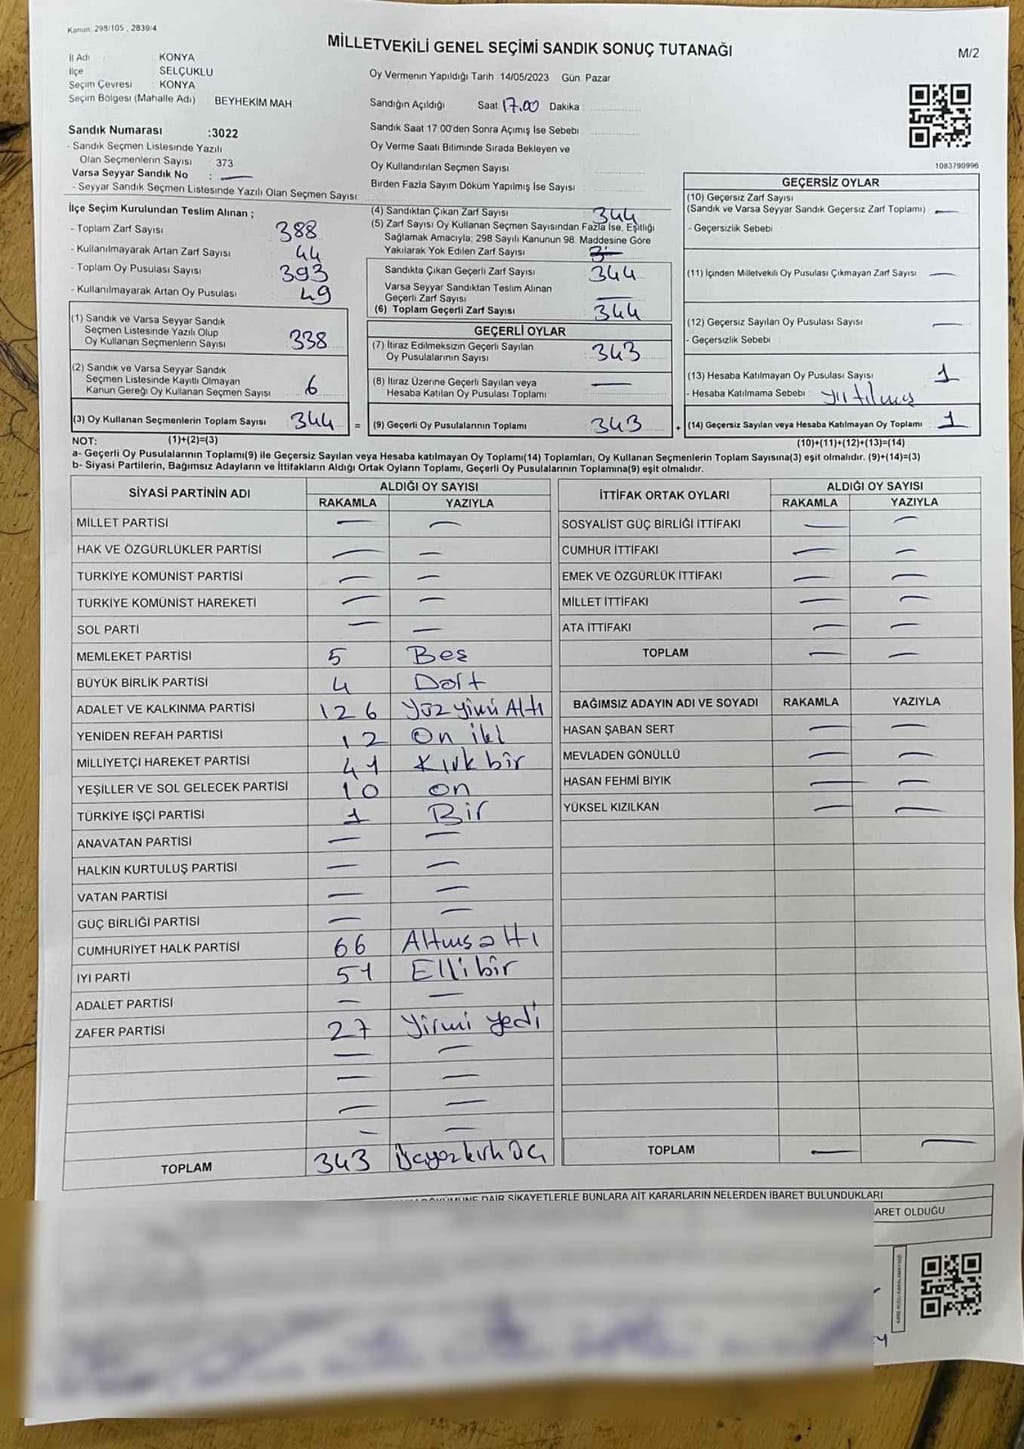 Kanun: 298/105 , 2839/4
MİLLETVEKİLİ GENEL SEÇİMİ SANDIK SONUÇ TUTANAĞI
M/2
İl Adı KONYA
İlçe SELÇUKLU
Seçim Çevresi KONYA
Seçim Bölgesi (Mahalle Adı) BEYHEKİM MAH
Oy Vermenin Yapıldığı Tarih :14/05/2023 Gün: Pazar
Sandığın Açıldığı Saat: 17.00 Dakika :
Sandık Saat 17:00'den Sonra Açılmış İse Sebebi
Oy Verme Saati Bitiminde Sırada Bekleyen ve
Oy Kullandırılan Seçmen Sayısı
Birden Fazla Sayım Döküm Yapılmış İse Sayısı
1083790996
Sandık Numarası :3022
- Sandık Seçmen Listesinde Yazılı
Olan Seçmenlerin Sayısı : 373
Varsa Seyyar Sandık No : —
- Seyyar Sandık Seçmen Listesinde Yazılı Olan Seçmen Sayısı:
İlçe Seçim Kurulundan Teslim Alınan ;
- Toplam Zarf Sayısı 388
- Kullanılmayarak Artan Zarf Sayısı 44
- Toplam Oy Pusulası Sayısı 393
- Kullanılmayarak Artan Oy Pusulası 49
(1) Sandık ve Varsa Seyyar Sandık
Seçmen Listesinde Yazılı Olup
Oy Kullanan Seçmenlerin Sayısı 338
(2) Sandık ve Varsa Seyyar Sandık
Seçmen Listesinde Kayıtlı Olmayan
Kanun Gereği Oy Kullanan Seçmen Sayısı 6
(3) Oy Kullanan Seçmenlerin Toplam Sayısı 344 =
(4) Sandıktan Çıkan Zarf Sayısı 344
(5) Zarf Sayısı Oy Kullanan Seçmen Sayısından Fazla İse, Eşitliği
Sağlamak Amacıyla; 298 Sayılı Kanunun 98. Maddesine Göre
Yakılarak Yok Edilen Zarf Sayısı
Sandıkta Çıkan Geçerli Zarf Sayısı 344
Varsa Seyyar Sandıktan Teslim Alınan
Geçerli Zarf Sayısı —
(6) Toplam Geçerli Zarf Sayısı 344
GEÇERLİ OYLAR
(7) İtiraz Edilmeksizin Geçerli Sayılan
Oy Pusulalarının Sayısı 343
(8) İtiraz Üzerine Geçerli Sayılan veya
Hesaba Katılan Oy Pusulası Toplamı —
(9) Geçerli Oy Pusulalarının Toplamı 343 +
GEÇERSİZ OYLAR
(10) Geçersiz Zarf Sayısı
(Sandık ve Varsa Seyyar Sandık Geçersiz Zarf Toplamı) —
- Geçersizlik Sebebi
(11) İçinden Milletvekili Oy Pusulası Çıkmayan Zarf Sayısı —
(12) Geçersiz Sayılan Oy Pusulası Sayısı —
- Geçersizlik Sebebi
(13) Hesaba Katılmayan Oy Pusulası Sayısı 1
- Hesaba Katılmama Sebebi : yırtılmış
(14) Geçersiz Sayılan veya Hesaba Katılmayan Oy Toplamı 1
NOT: (1)+(2)=(3)
(10)+(11)+(12)+(13)=(14)
a- Geçerli Oy Pusulalarının Toplamı(9) ile Geçersiz Sayılan veya Hesaba Katılmayan Oy Toplamı(14) Toplamları, Oy Kullanan Seçmenlerin Toplam Sayısına(3) eşit olmalıdır. (9)+(14)=(3)
b- Siyasi Partilerin, Bağımsız Adayların ve İttifakların Aldığı Ortak Oyların Toplamı, Geçerli Oy Pusulalarının Toplamına(9) eşit olmalıdır.
SİYASİ PARTİNİN ADI ALDIĞI OY SAYISI
RAKAMLA YAZIYLA
MİLLET PARTİSİ — —
HAK VE ÖZGÜRLÜKLER PARTİSİ — —
TÜRKİYE KOMÜNİST PARTİSİ — —
TÜRKİYE KOMÜNİST HAREKETİ — —
SOL PARTİ — —
MEMLEKET PARTİSİ 5 Beş
BÜYÜK BİRLİK PARTİSİ 4 Dört
ADALET VE KALKINMA PARTİSİ 126 Yüz yirmi Altı
YENİDEN REFAH PARTİSİ 12 On iki
MİLLİYETÇİ HAREKET PARTİSİ 41 Kırk bir
YEŞİLLER VE SOL GELECEK PARTİSİ 10 on
TÜRKİYE İŞÇİ PARTİSİ 1 Bir
ANAVATAN PARTİSİ — —
HALKIN KURTULUŞ PARTİSİ — —
VATAN PARTİSİ — —
GÜÇ BİRLİĞİ PARTİSİ — —
CUMHURİYET HALK PARTİSİ 66 Altmış altı
İYİ PARTİ 51 Elli bir
ADALET PARTİSİ — —
ZAFER PARTİSİ 27 Yirmi yedi
— —
— —
— —
— —
TOPLAM 343 Üçyüzkırk üç
İTTİFAK ORTAK OYLARI ALDIĞI OY SAYISI
RAKAMLA YAZIYLA
SOSYALİST GÜÇ BİRLİĞİ İTTİFAKI — —
CUMHUR İTTİFAKI — —
EMEK VE ÖZGÜRLÜK İTTİFAKI — —
MİLLET İTTİFAKI — —
ATA İTTİFAKI — —
TOPLAM — —
BAĞIMSIZ ADAYIN ADI VE SOYADI RAKAMLA YAZIYLA
HASAN ŞABAN SERT — —
MEVLADEN GÖNÜLLÜ — —
HASAN FEHMİ BIYIK — —
YÜKSEL KIZILKAN — —
TOPLAM — —
DÖKÜMÜNE DAİR ŞİKAYETLERLE BUNLARA AİT KARARLARIN NELERDEN İBARET BULUNDUKLARI
ARET OLDUĞU